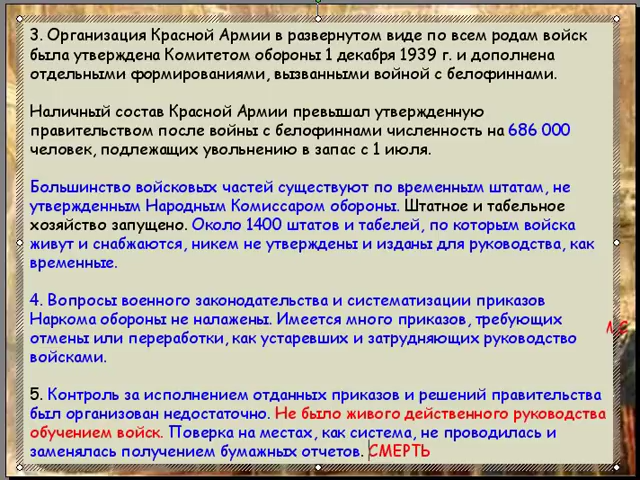 3. Организация Красной Армии в развернутом виде по всем родам войск
была утверждена Комитетом обороны 1 декабря 1939 г. и дополнена
отдельными формированиями, вызванными войной с белофиннами.
Наличный состав Красной Армии превышал утвержденную
правительством после войны с белофиннами численность на 686 000
человек, подлежащих увольнению в запас с 1 июля.
Большинство войсковых частей существуют по временным штатам, не
утвержденным Народным Комиссаром обороны. Штатное и табельное
хозяйство запущено. Около 1400 штатов и табелей, по которым войска
живут и снабжаются, никем не утверждены и изданы для руководства, как
временные.
4. Вопросы военного законодательства и систематизации приказов
Наркома обороны не налажены. Имеется много приказов, требующих
отмены или переработки, как устаревших и затрудняющих руководство
войсками.
5. Контроль за исполнением отданных приказов и решений правительства
был организован недостаточно. Не было живого действенного руководства
обучением войск. Поверка на местах, как система, не проводилась и
заменялась получением бумажных отчетов. СМЕРТЬ